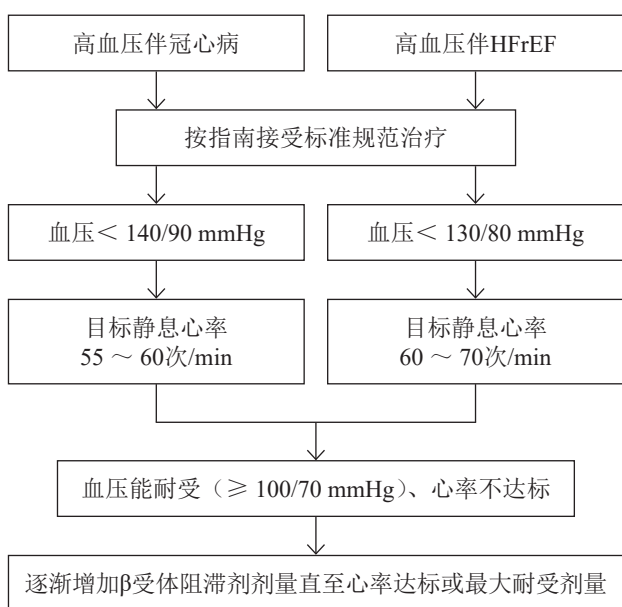 高血压伴冠心病
高血压伴HFrEF
按指南接受标准规范治疗
血压＜ 140/90 mmHg
血压＜ 130/80 mmHg
目标静息心率
55 ～ 60次/min
目标静息心率
60 ～ 70次/min
血压能耐受（≥ 100/70 mmHg）、心率不达标
逐渐增加β受体阻滞剂剂量直至心率达标或最大耐受剂量